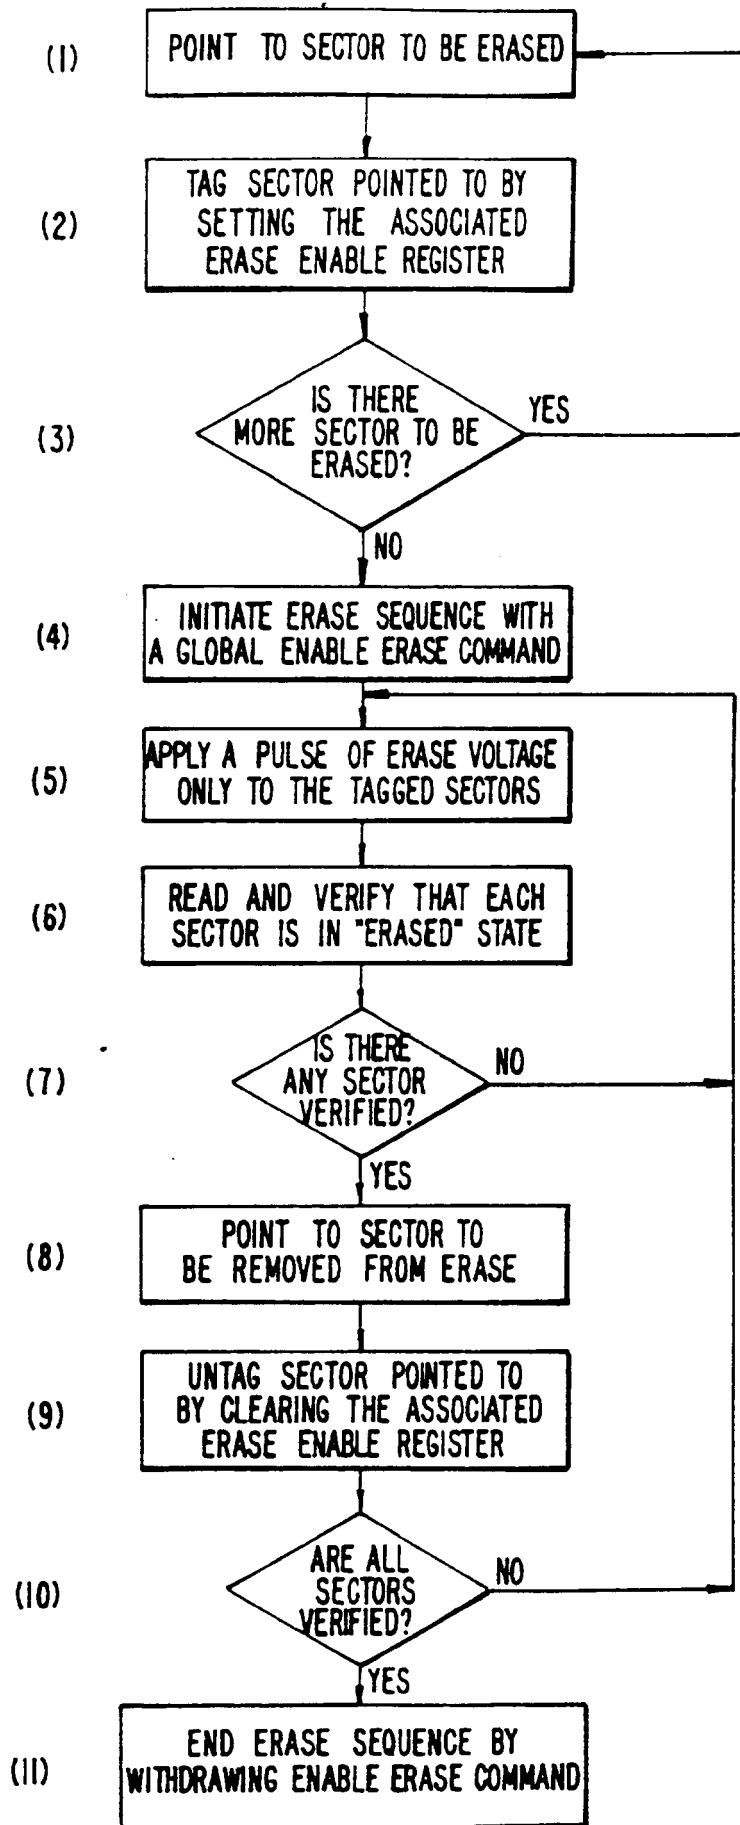 (1)
POINT TO SECTOR TO BE ERASED
(2)
TAG SECTOR POINTED TO BY
SETTING THE ASSOCIATED
ERASE ENABLE REGISTER
(3)
IS THERE
MORE SECTOR TO BE
ERASED?
YES
NO
(4)
INITIATE ERASE SEQUENCE WITH
A GLOBAL ENABLE ERASE COMMAND
(5)
APPLY A PULSE OF ERASE VOLTAGE
ONLY TO THE TAGGED SECTORS
(6)
READ AND VERIFY THAT EACH
SECTOR IS IN "ERASED" STATE
(7)
IS THERE
ANY SECTOR
VERIFIED?
NO
YES
(8)
POINT TO SECTOR TO
BE REMOVED FROM ERASE
(9)
UNTAG SECTOR POINTED TO
BY CLEARING THE ASSOCIATED
ERASE ENABLE REGISTER
(10)
ARE ALL
SECTORS
VERIFIED?
NO
YES
(11)
END ERASE SEQUENCE BY
WITHDRAWING ENABLE ERASE COMMAND